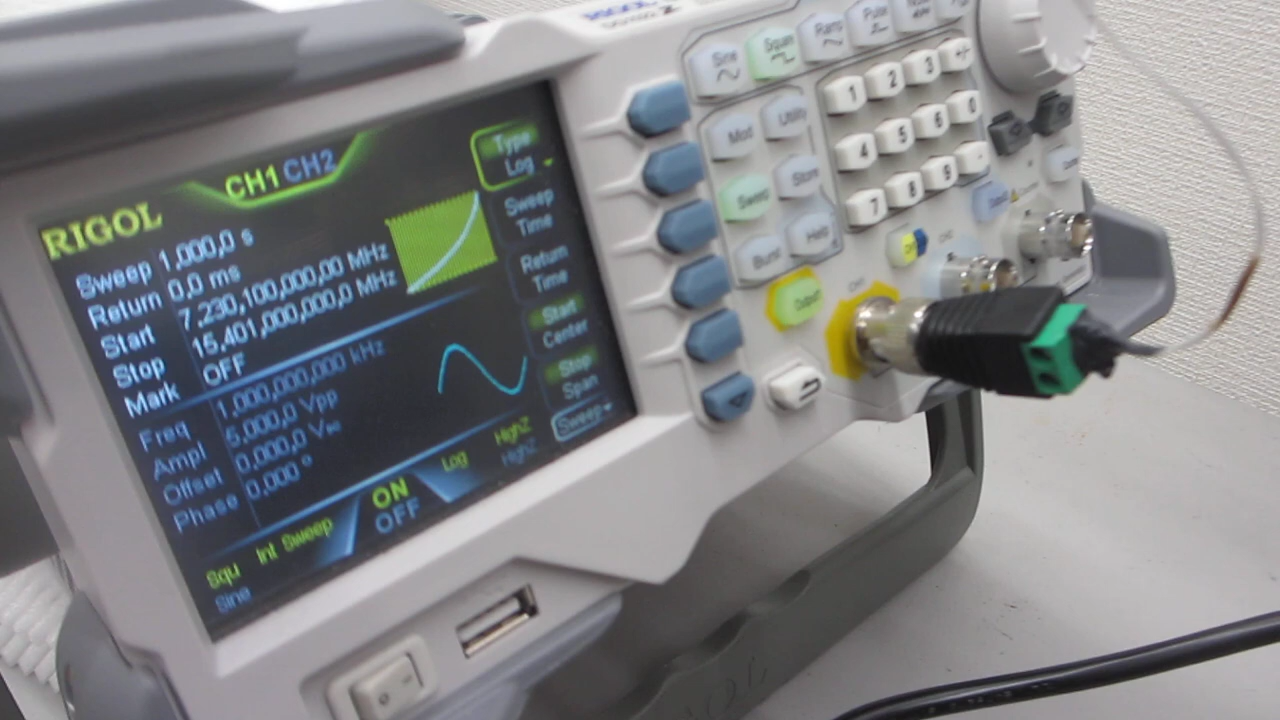 RIGOL
CH1 CH2
RIGOL
Sweep 1,000,0 s
Return 0,0 ms
Start 7,230,100,000,00 MHz
Stop 15,401,000,000,0 MHz
Mark OFF
Freq 1,000,000,000 kHz
Ampl 5,000,0 Vpp
Offset 0,000,0
Phase 0,000 °
Squ Int Sweep ON Log HighZ
Sine OFF HighZ
Type
Log
Sweep
Time
Return
Time
Start
Center
Stop
Span
Sweep
Sine
Ramp
Mod
Utility
Sweep
Store
Burst
Help
Output
1 2 3 +/-
4 5 6 0
7 8 9 .
CH1